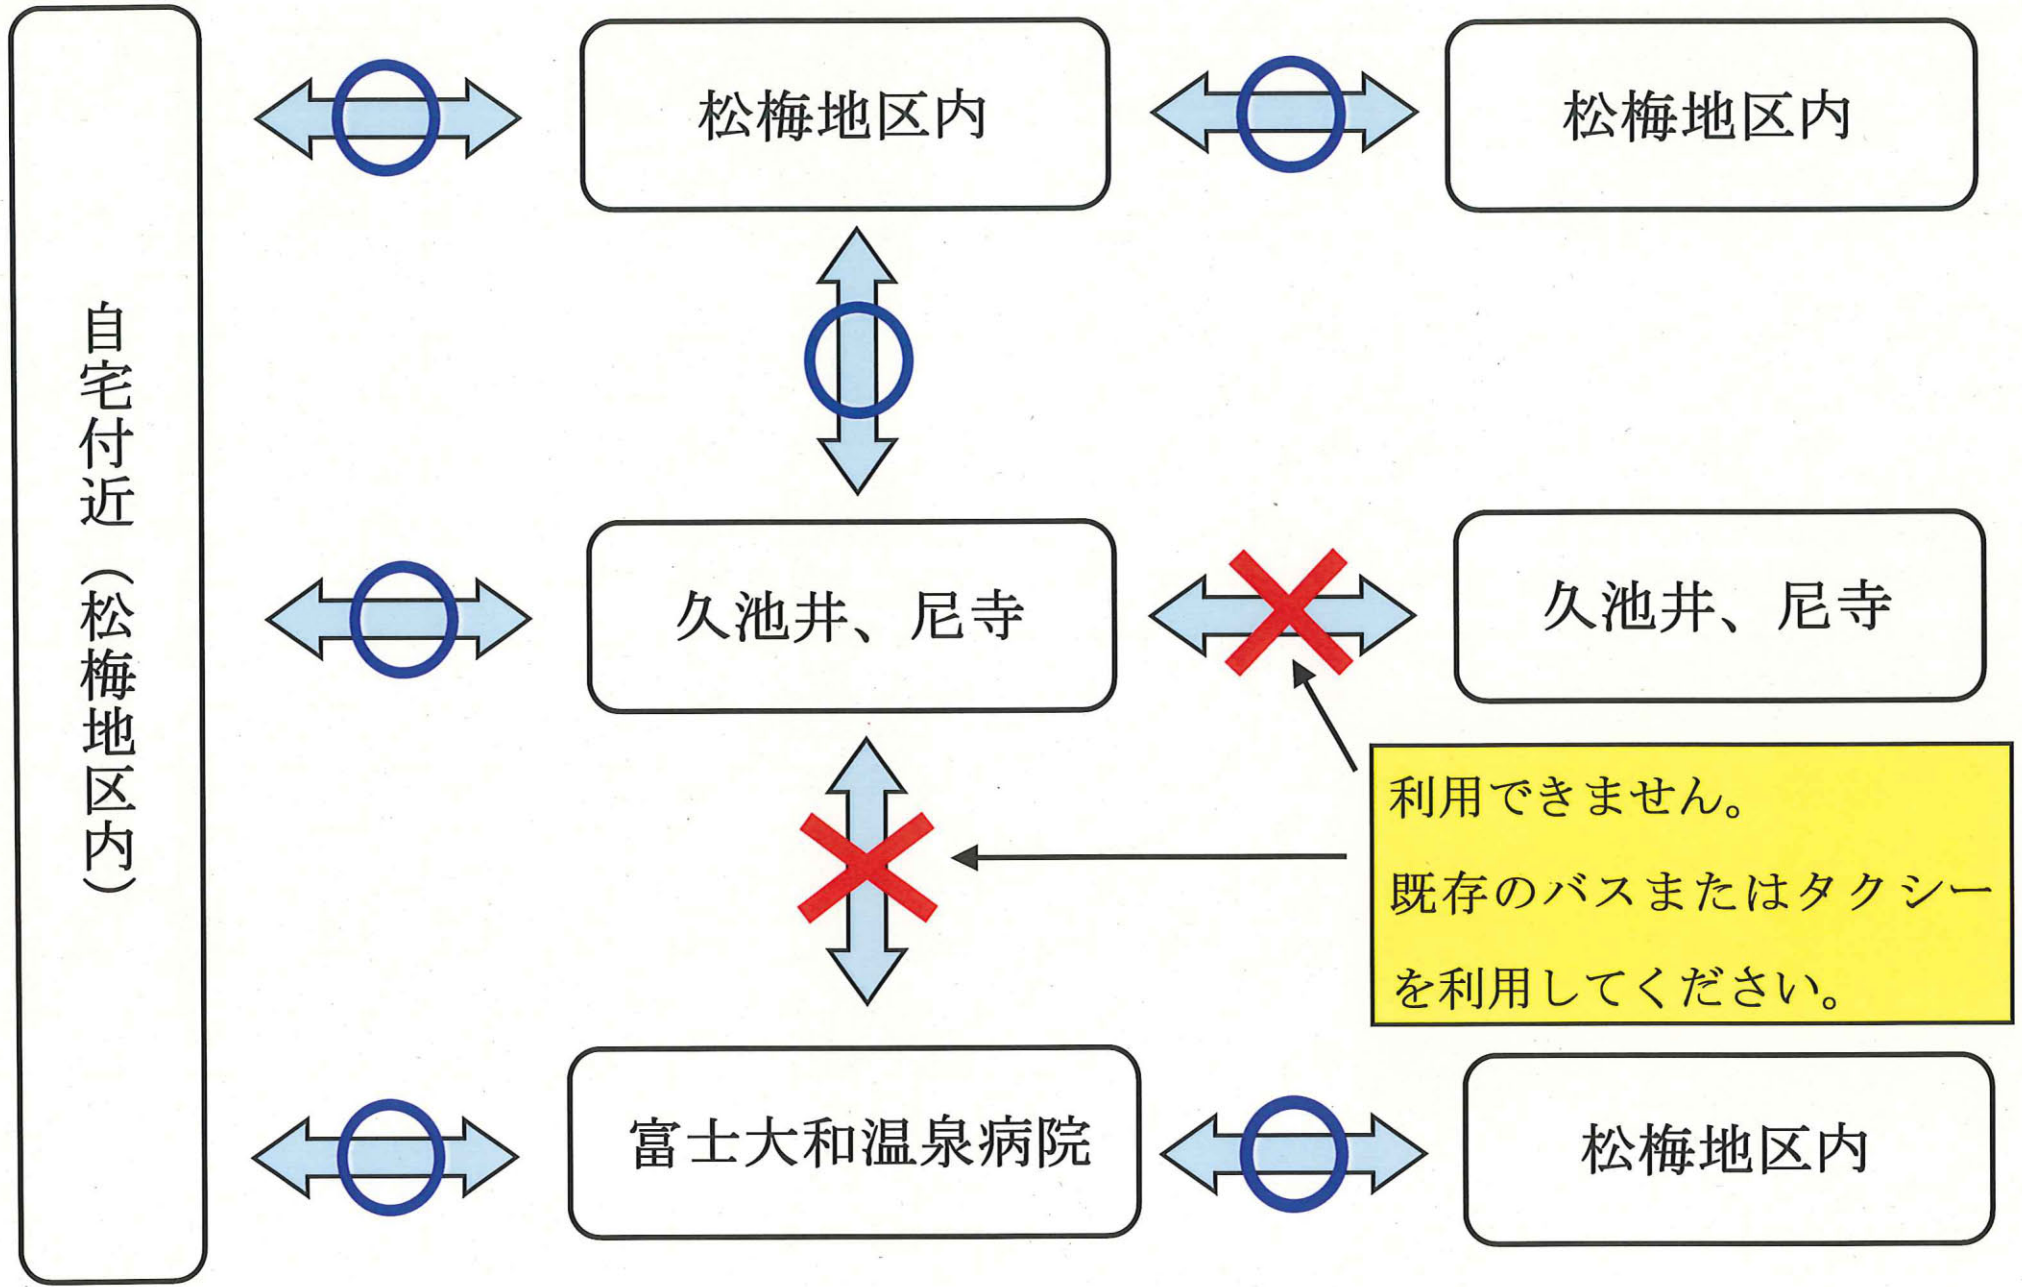 自宅付近（松梅地区内）
松梅地区内
松梅地区内
久池井、尼寺
久池井、尼寺
利用できません。
既存のバスまたはタクシー
を利用してください。
富士大和温泉病院
松梅地区内